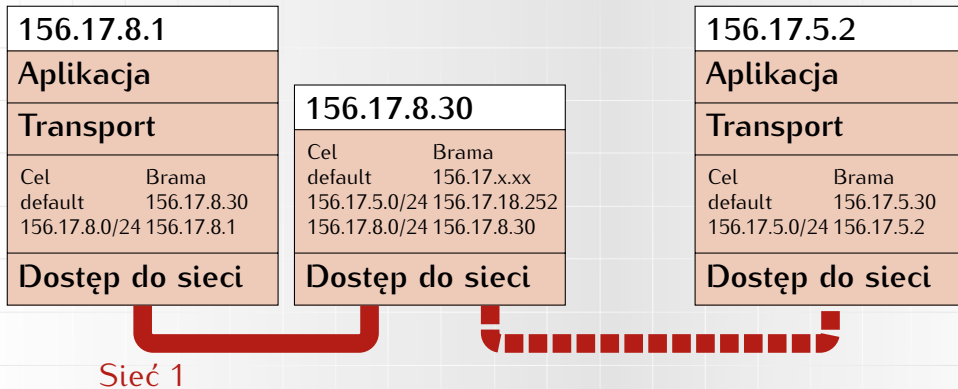 156.17.8.1
Aplikacja
Transport
Cel Brama
default 156.17.8.30
156.17.8.0/24 156.17.8.1
Dostęp do sieci
156.17.8.30
Cel Brama
default 156.17.x.xx
156.17.5.0/24 156.17.18.252
156.17.8.0/24 156.17.8.30
Dostęp do sieci
156.17.5.2
Aplikacja
Transport
Cel Brama
default 156.17.5.30
156.17.5.0/24 156.17.5.2
Dostęp do sieci
Sieć 1